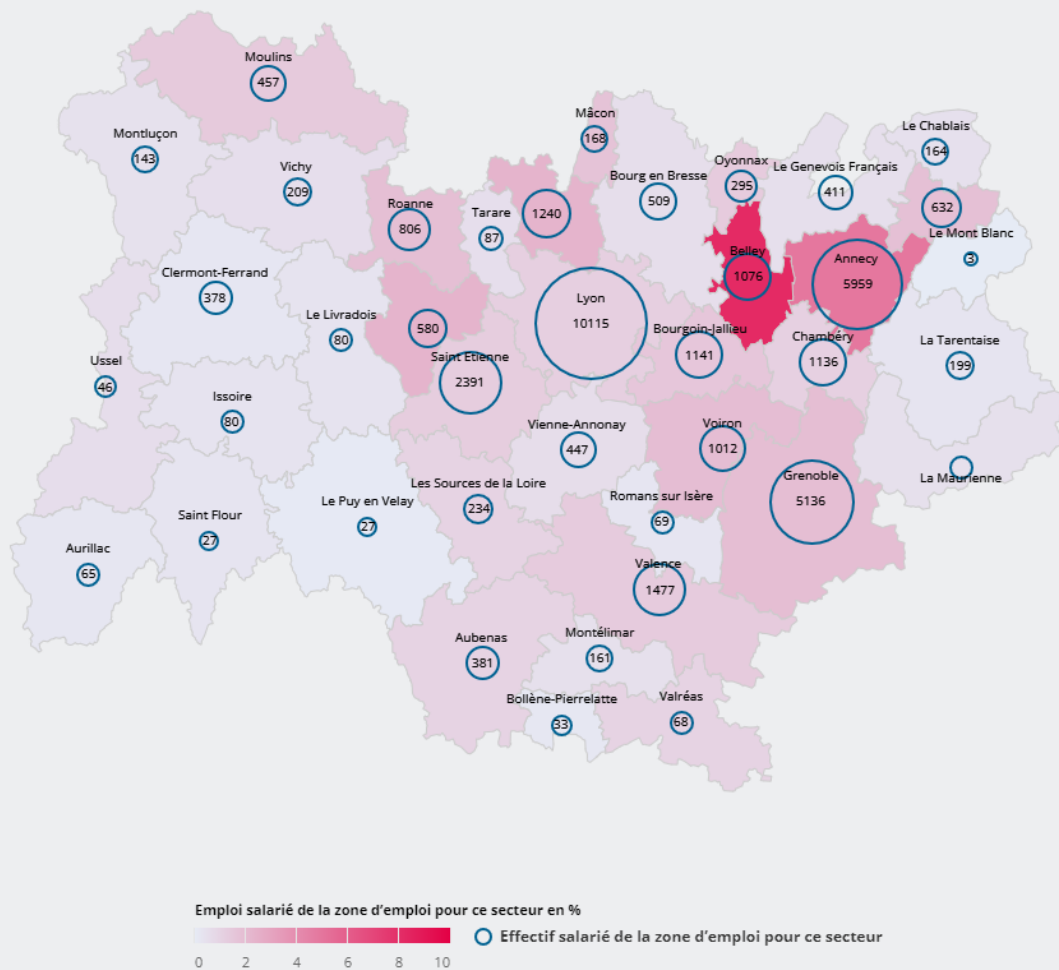 Moulins
457
Mâcon
168
Le Chablais
164
Montluçon
143
Vichy
209
Oyonnax
295
Le Genevois Français
411
Bourg en Bresse
509
Roanne
806
Tarare
87
1240
632
Le Mont Blanc
3
Belley
1076
Annecy
5959
Clermont-Ferrand
378
Le Livradois
80
580
Lyon
10115
Bourgoin-Jallieu
1141
Chambéry
1136
La Tarentaise
199
Ussel
46
Saint Etienne
2391
Issoire
80
Vienne-Annonay
447
Voiron
1012
Grenoble
5136
La Maurienne
Les Sources de la Loire
234
Le Puy en Velay
27
Romans sur Isère
69
Saint Flour
27
Aurillac
65
Valence
1477
Aubenas
381
Montélimar
161
Bollène-Pierrelatte
33
Valréas
68
Emploi salarié de la zone d'emploi pour ce secteur en %
0 2 4 6 8 10
Effectif salarié de la zone d'emploi pour ce secteur